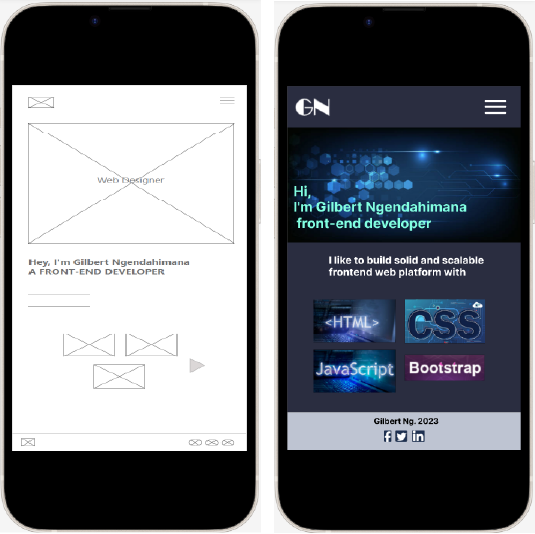 Web Designer
Hey, I'm Gilbert Ngendahimana
A FRONT-END DEVELOPER
GN
Hi,
I'm Gilbert Ngendahimana
front-end developer
I like to build solid and scalable
frontend web platform with
<HTML>
CSS
JavaScript
Bootstrap
Gilbert Ng. 2023